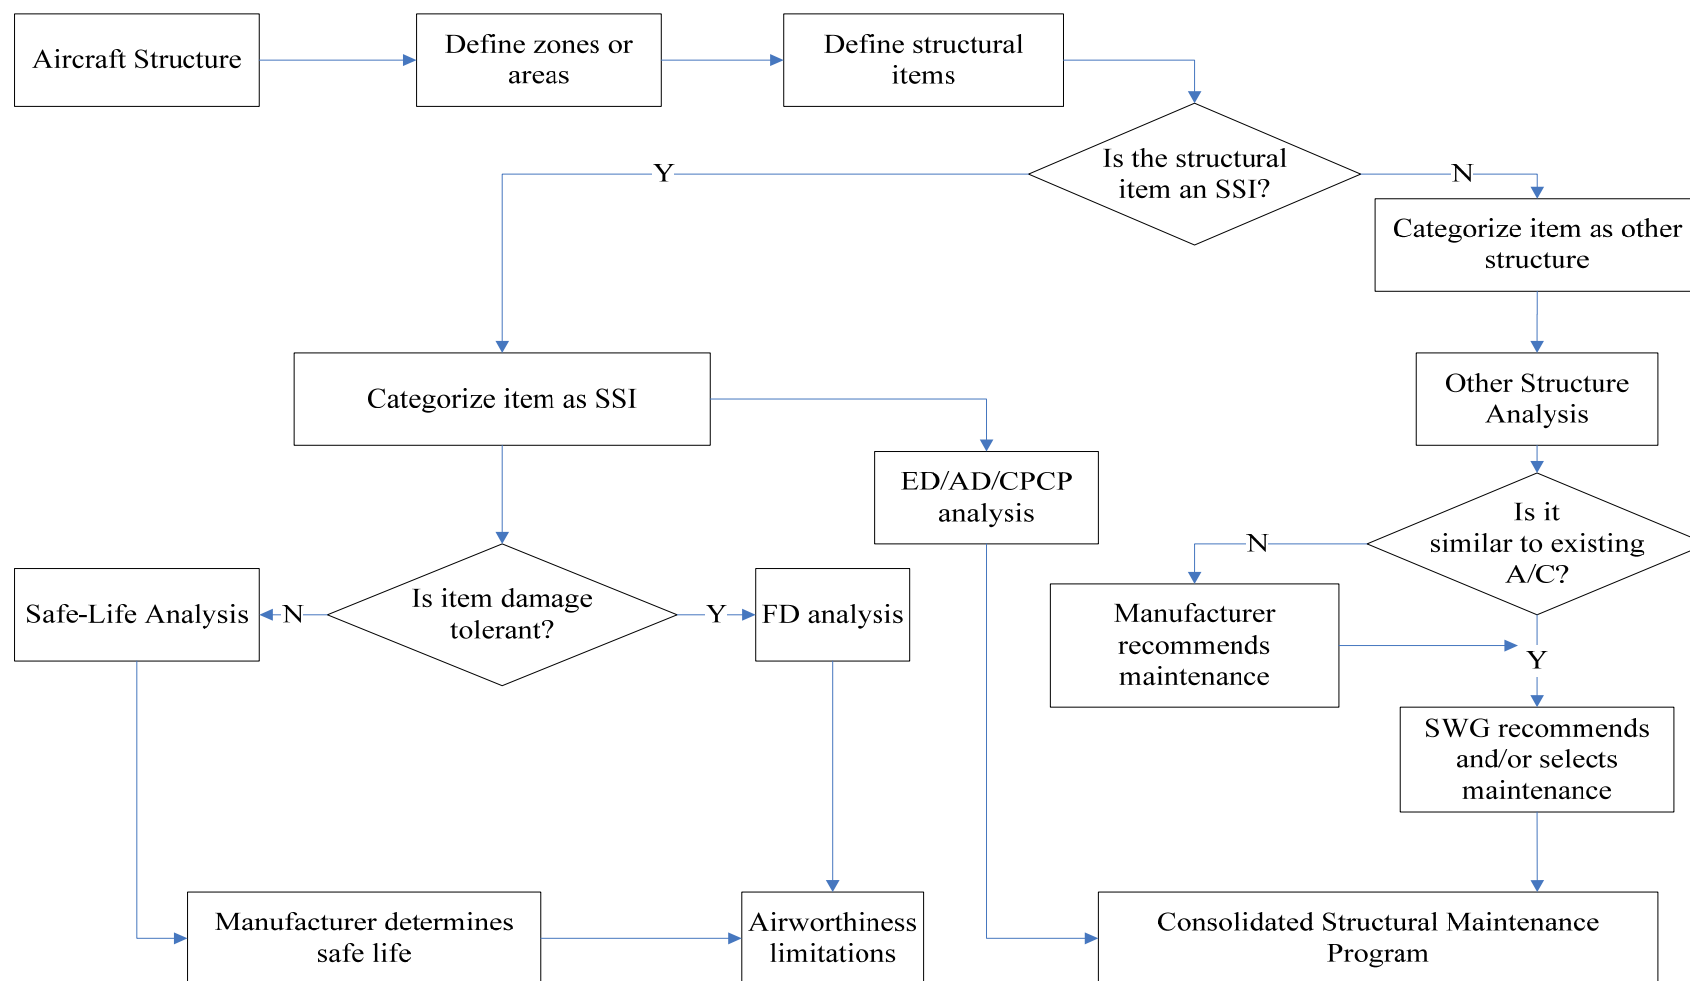 Aircraft Structure
Define zones or
areas
Define structural
items
Is the structural
item an SSI?
Y
N
Categorize item as other
structure
Categorize item as SSI
Other Structure
Analysis
ED/AD/CPCP
analysis
Is it
similar to existing
A/C?
N
Y
Safe-Life Analysis
N
Is item damage
tolerant?
Y
FD analysis
Manufacturer
recommends
maintenance
SWG recommends
and/or selects
maintenance
Manufacturer determines
safe life
Airworthiness
limitations
Consolidated Structural Maintenance
Program